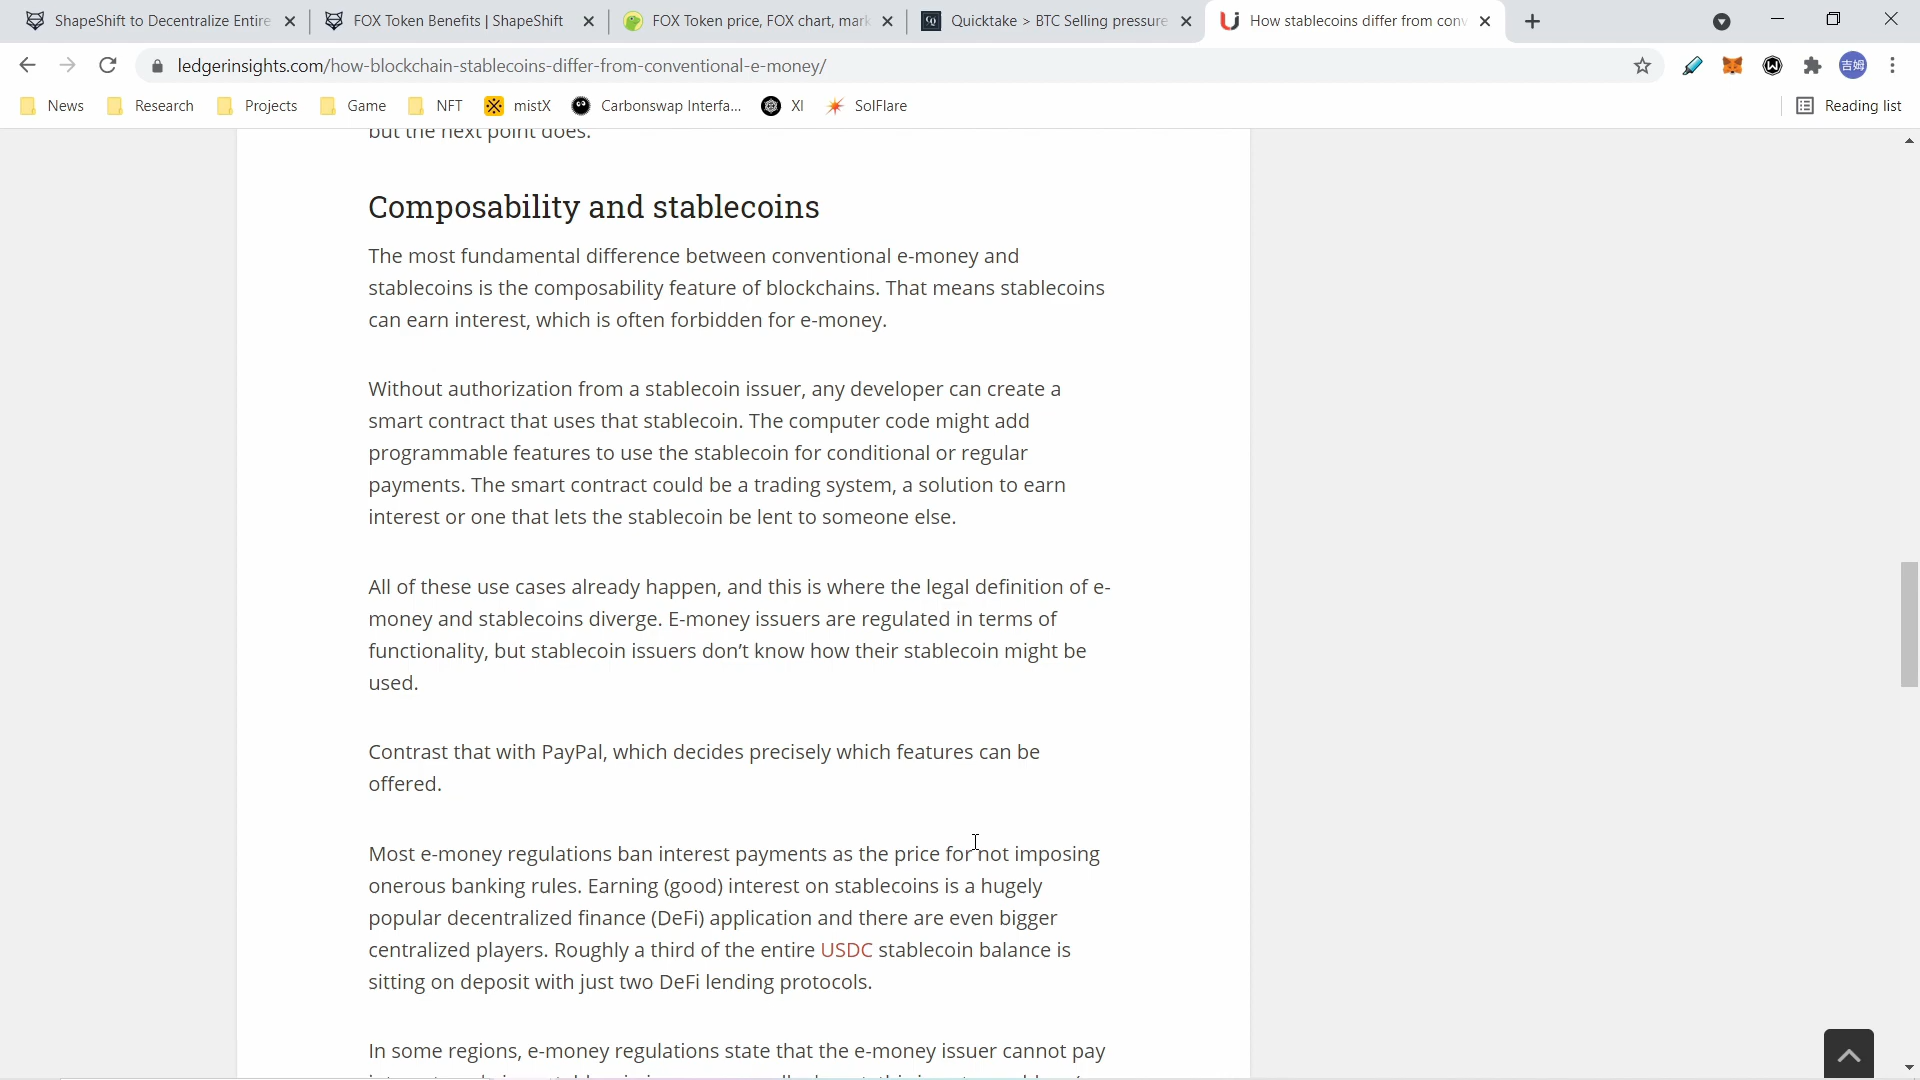 ShapeShift to Decentralize Entire
FOX Token Benefits | ShapeShift
FOX Token price, FOX chart, mark
Quicktake > BTC Selling pressure
How stablecoins differ from conv
ledgerinsights.com/how-blockchain-stablecoins-differ-from-conventional-e-money/
吉姆
News
Research
Projects
Game
NFT
mistX
Carbonswap Interfa...
XI
SolFlare
Reading list
but the next point does.
Composability and stablecoins
The most fundamental difference between conventional e-money and
stablecoins is the composability feature of blockchains. That means stablecoins
can earn interest, which is often forbidden for e-money.
Without authorization from a stablecoin issuer, any developer can create a
smart contract that uses that stablecoin. The computer code might add
programmable features to use the stablecoin for conditional or regular
payments. The smart contract could be a trading system, a solution to earn
interest or one that lets the stablecoin be lent to someone else.
All of these use cases already happen, and this is where the legal definition of e-
money and stablecoins diverge. E-money issuers are regulated in terms of
functionality, but stablecoin issuers don’t know how their stablecoin might be
used.
Contrast that with PayPal, which decides precisely which features can be
offered.
Most e-money regulations ban interest payments as the price for not imposing
onerous banking rules. Earning (good) interest on stablecoins is a hugely
popular decentralized finance (DeFi) application and there are even bigger
centralized players. Roughly a third of the entire USDC stablecoin balance is
sitting on deposit with just two DeFi lending protocols.
In some regions, e-money regulations state that the e-money issuer cannot pay